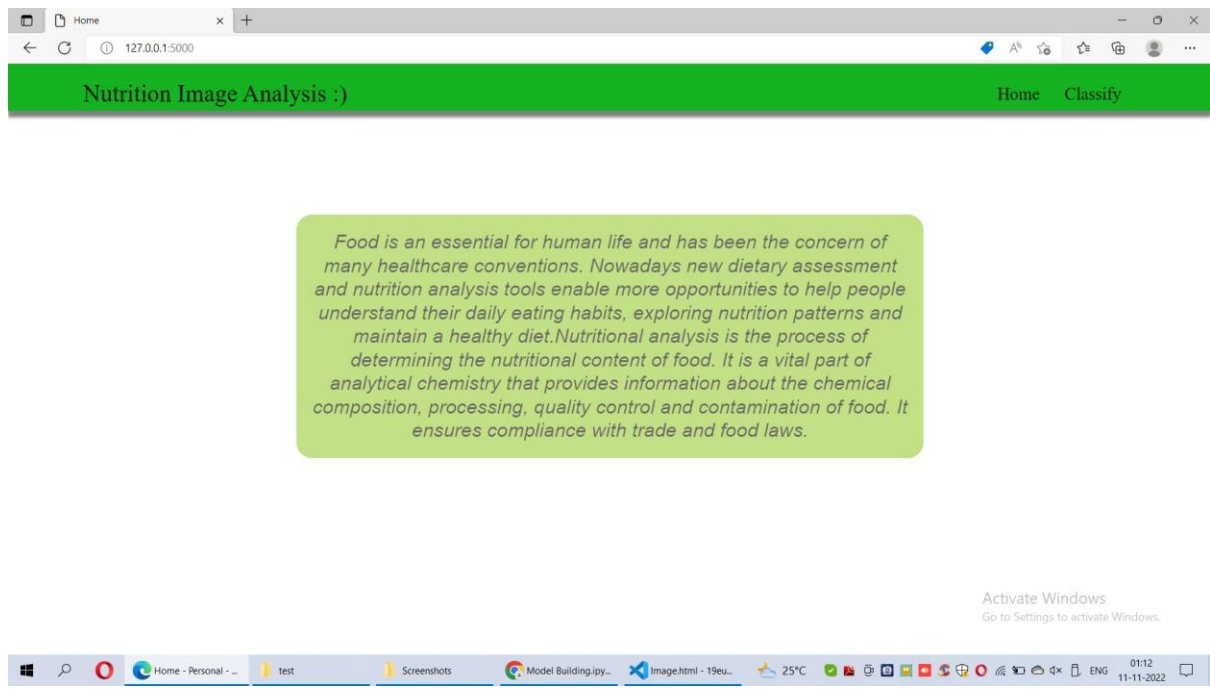 Home
127.0.0.1:5000
Nutrition Image Analysis :)
Home Classify
Food is an essential for human life and has been the concern of
many healthcare conventions. Nowadays new dietary assessment
and nutrition analysis tools enable more opportunities to help people
understand their daily eating habits, exploring nutrition patterns and
maintain a healthy diet.Nutritional analysis is the process of
determining the nutritional content of food. It is a vital part of
analytical chemistry that provides information about the chemical
composition, processing, quality control and contamination of food. It
ensures compliance with trade and food laws.
Activate Windows
Go to Settings to activate Windows.
Home - Personal - ... test Screenshots Model Building.ipy... Image.html - 19eu... 25°C ENG 01:12
11-11-2022